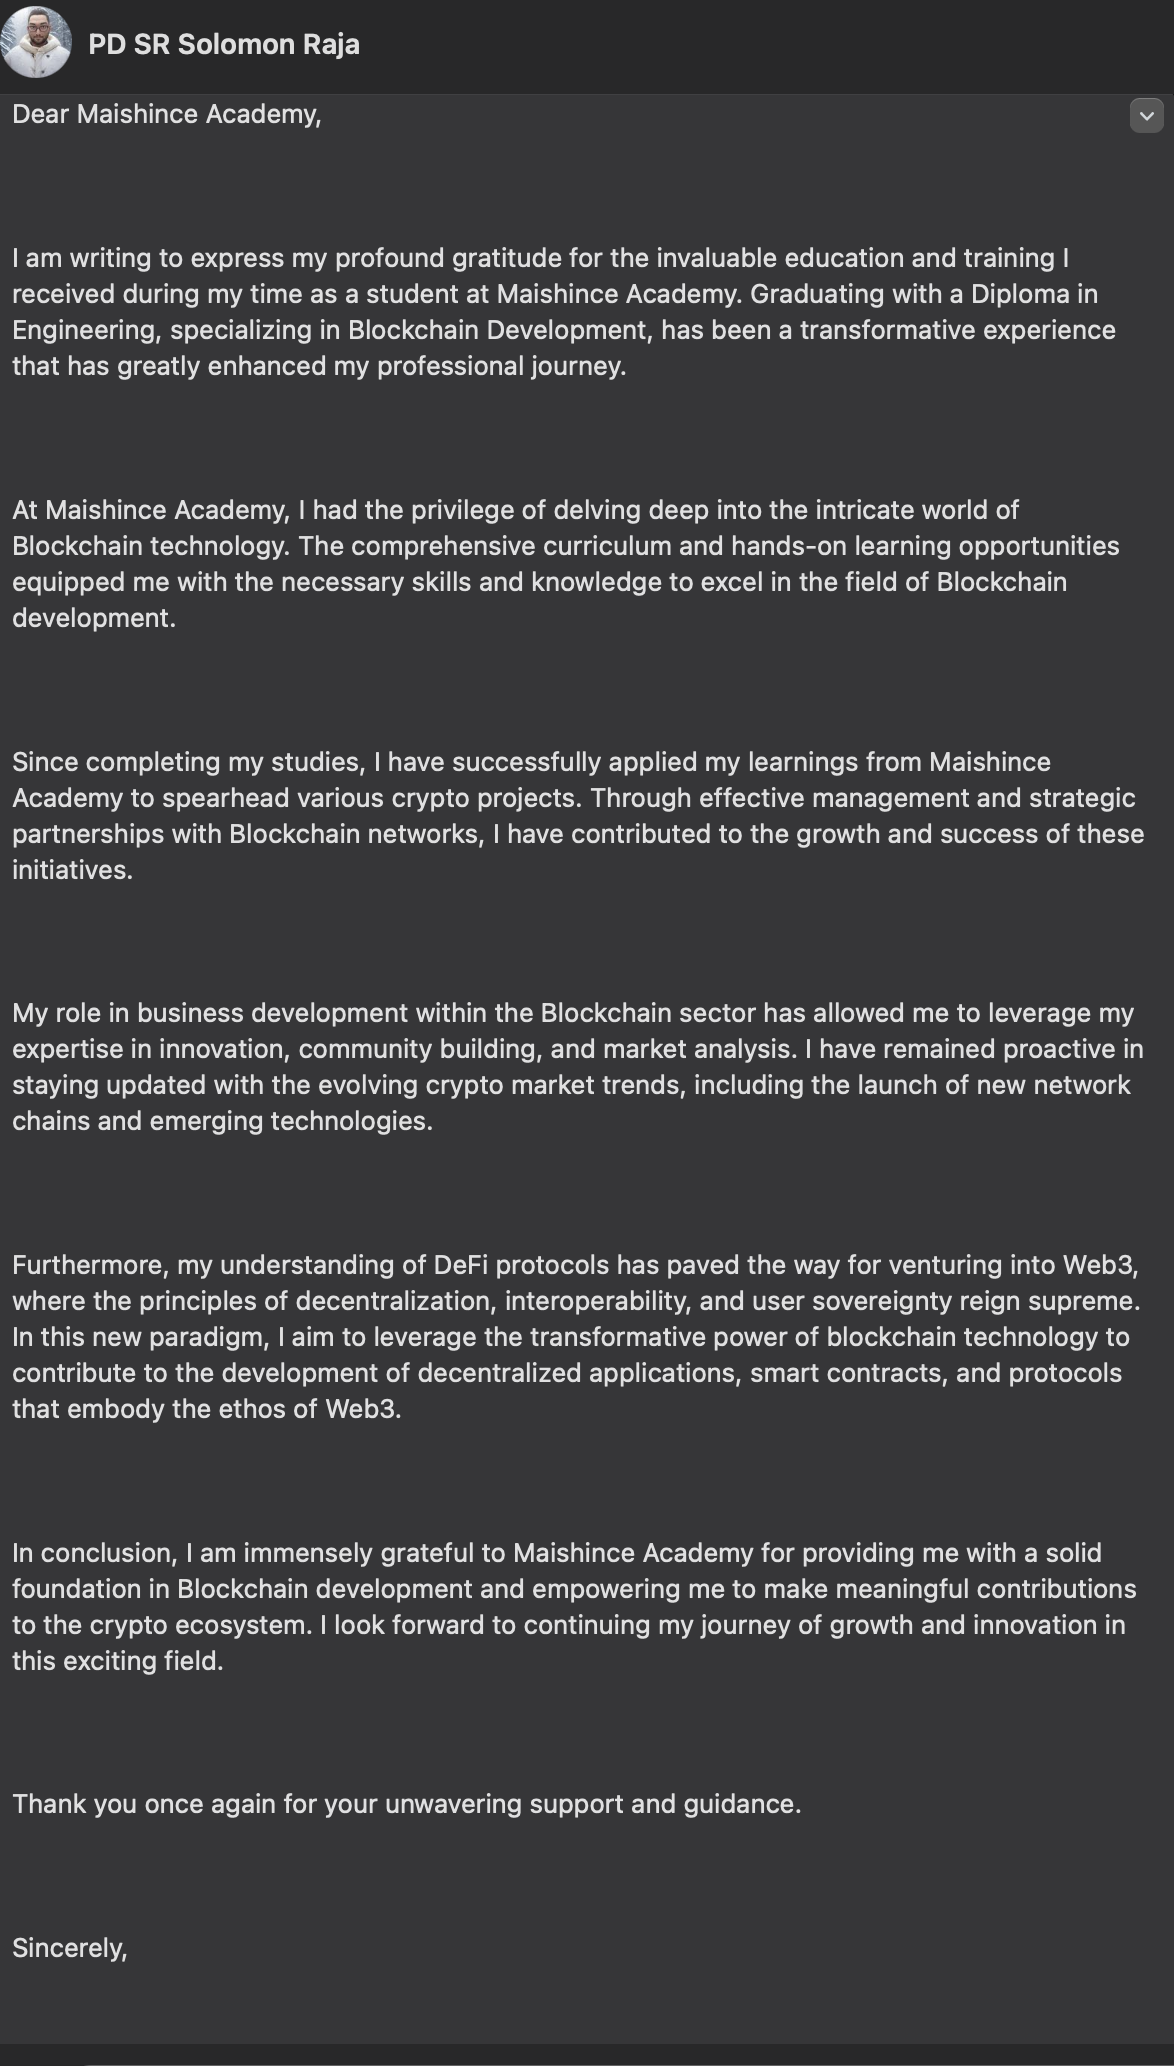 PD SR Solomon Raja
Dear Maishince Academy,
I am writing to express my profound gratitude for the invaluable education and training I
received during my time as a student at Maishince Academy. Graduating with a Diploma in
Engineering, specializing in Blockchain Development, has been a transformative experience
that has greatly enhanced my professional journey.
At Maishince Academy, I had the privilege of delving deep into the intricate world of
Blockchain technology. The comprehensive curriculum and hands-on learning opportunities
equipped me with the necessary skills and knowledge to excel in the field of Blockchain
development.
Since completing my studies, I have successfully applied my learnings from Maishince
Academy to spearhead various crypto projects. Through effective management and strategic
partnerships with Blockchain networks, I have contributed to the growth and success of these
initiatives.
My role in business development within the Blockchain sector has allowed me to leverage my
expertise in innovation, community building, and market analysis. I have remained proactive in
staying updated with the evolving crypto market trends, including the launch of new network
chains and emerging technologies.
Furthermore, my understanding of DeFi protocols has paved the way for venturing into Web3,
where the principles of decentralization, interoperability, and user sovereignty reign supreme.
In this new paradigm, I aim to leverage the transformative power of blockchain technology to
contribute to the development of decentralized applications, smart contracts, and protocols
that embody the ethos of Web3.
In conclusion, I am immensely grateful to Maishince Academy for providing me with a solid
foundation in Blockchain development and empowering me to make meaningful contributions
to the crypto ecosystem. I look forward to continuing my journey of growth and innovation in
this exciting field.
Thank you once again for your unwavering support and guidance.
Sincerely,